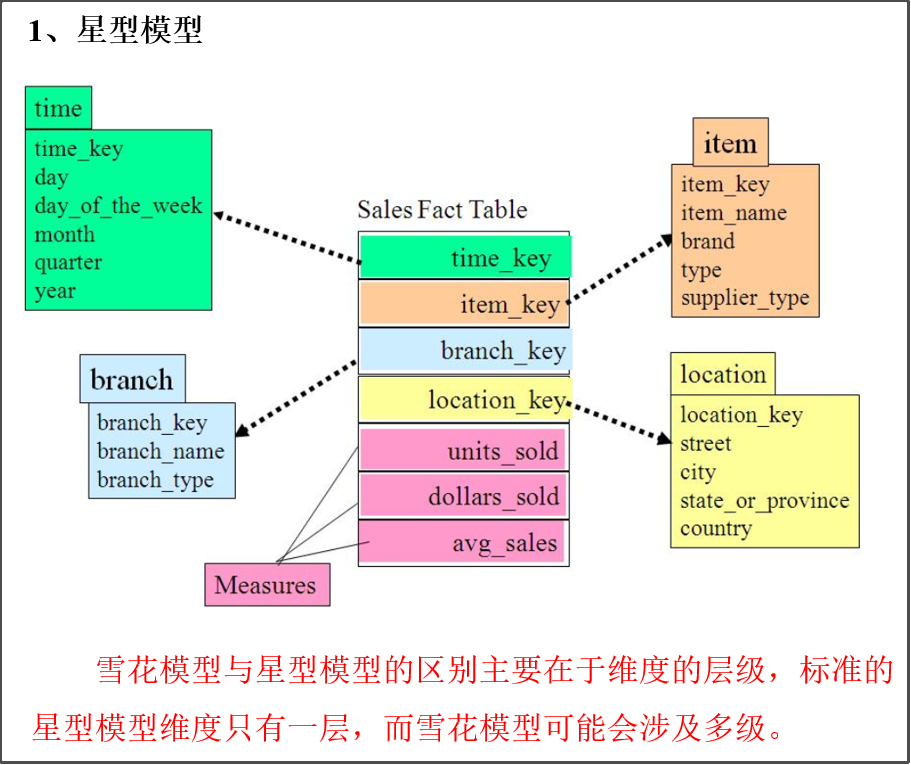 1、星型模型
time
time_key
day
day_of_the_week
month
quarter
year
branch
branch_key
branch_name
branch_type
Sales Fact Table
time_key
item_key
branch_key
location_key
units_sold
dollars_sold
avg_sales
Measures
item
item_key
item_name
brand
type
supplier_type
location
location_key
street
city
state_or_province
country
雪花模型与星型模型的区别主要在于维度的层级，标准的
星型模型维度只有一层，而雪花模型可能会涉及多级。